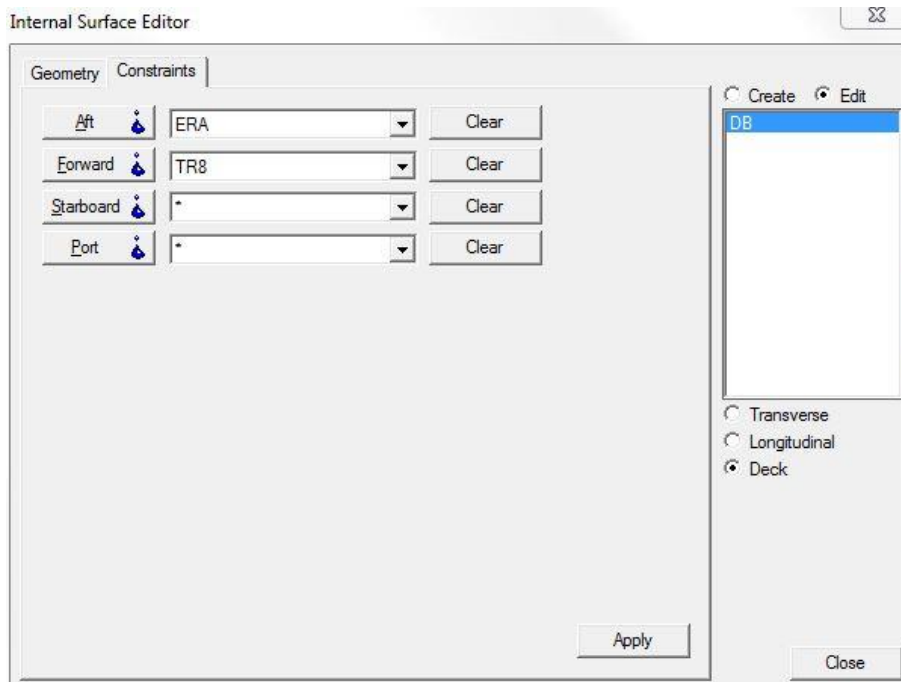 Internal Surface Editor
Geometry Constraints
Aft ERA Clear
Forward TR8 Clear
Starboard * Clear
Port * Clear
Apply
Create Edit
DB
Transverse
Longitudinal
Deck
Close